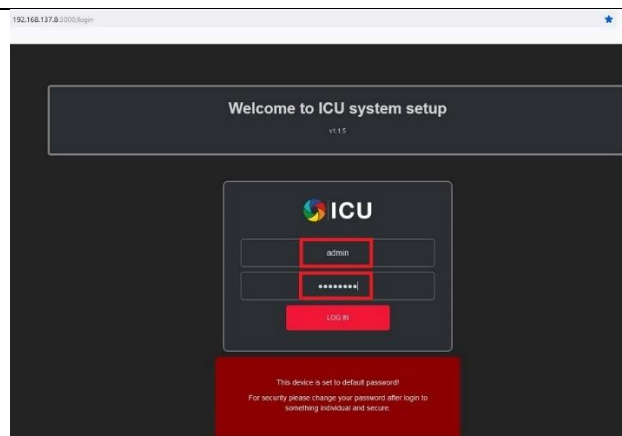 192.168.137.8:3000/login
Welcome to ICU system setup
v1.1.5
ICU
admin
••••••••
LOG IN
This device is set to default password!
For security please change your password after login to
something individual and secure.